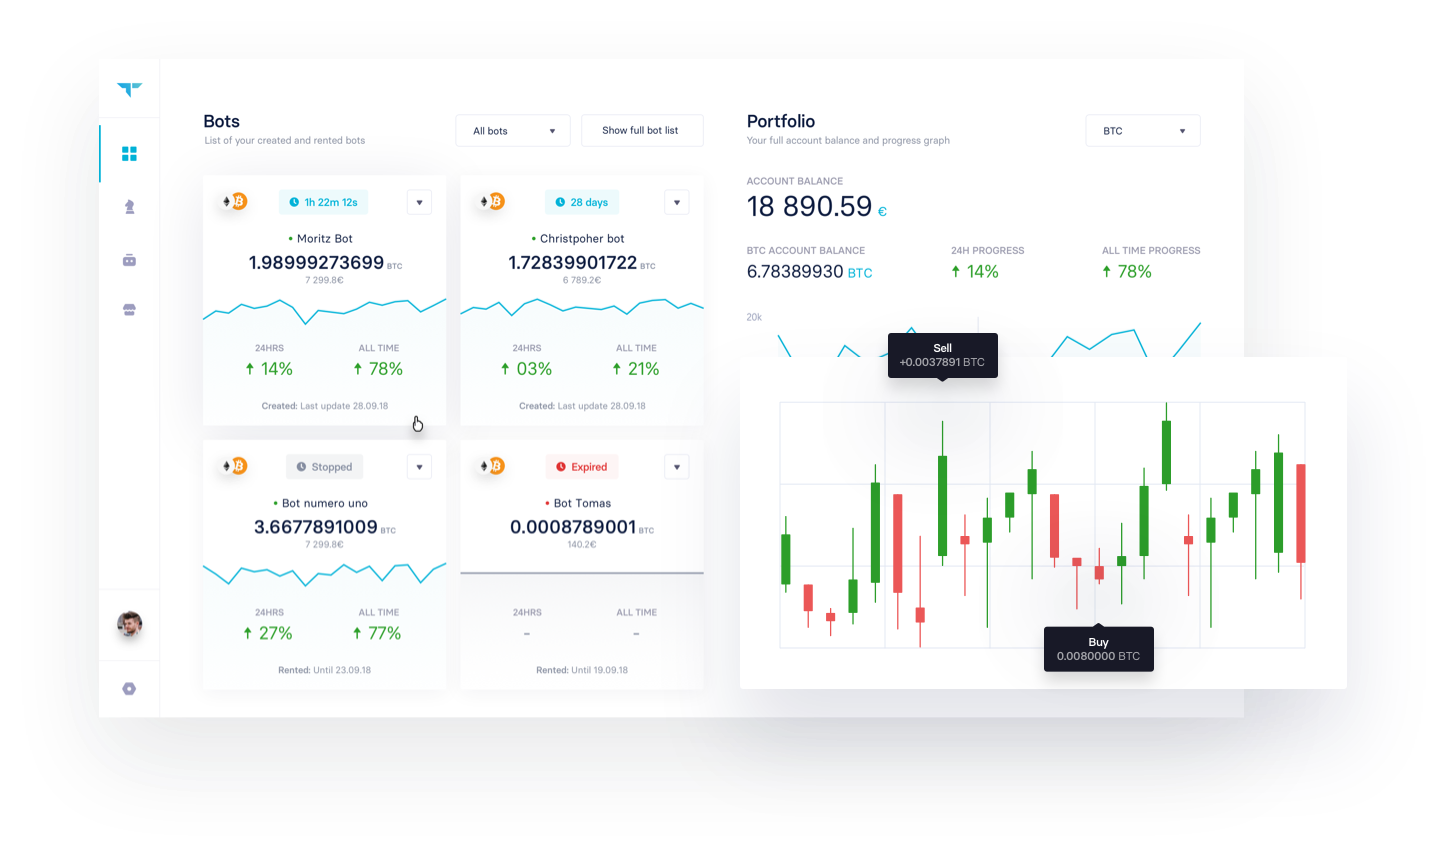 Bots
List of your created and rented bots
All bots
Show full bot list
1h 22m 12s
Moritz Bot
1.98999273699 BTC
7 299.8€
24HRS ALL TIME
14% 78%
Created: Last update 28.09.18
28 days
Christpoher bot
1.72839901722 BTC
6 789.2€
24HRS ALL TIME
03% 21%
Created: Last update 28.09.18
Stopped
Bot numero uno
3.6677891009 BTC
7 299.8€
24HRS ALL TIME
27% 77%
Rented: Until 23.09.18
Expired
Bot Tomas
0.0008789001 BTC
140.2€
24HRS ALL TIME
- -
Rented: Until 19.09.18
Portfolio
Your full account balance and progress graph
BTC
ACCOUNT BALANCE
18 890.59 €
BTC ACCOUNT BALANCE 24H PROGRESS ALL TIME PROGRESS
6.78389930 BTC 14% 78%
20k
Sell
+0.0037891 BTC
Buy
0.0080000 BTC